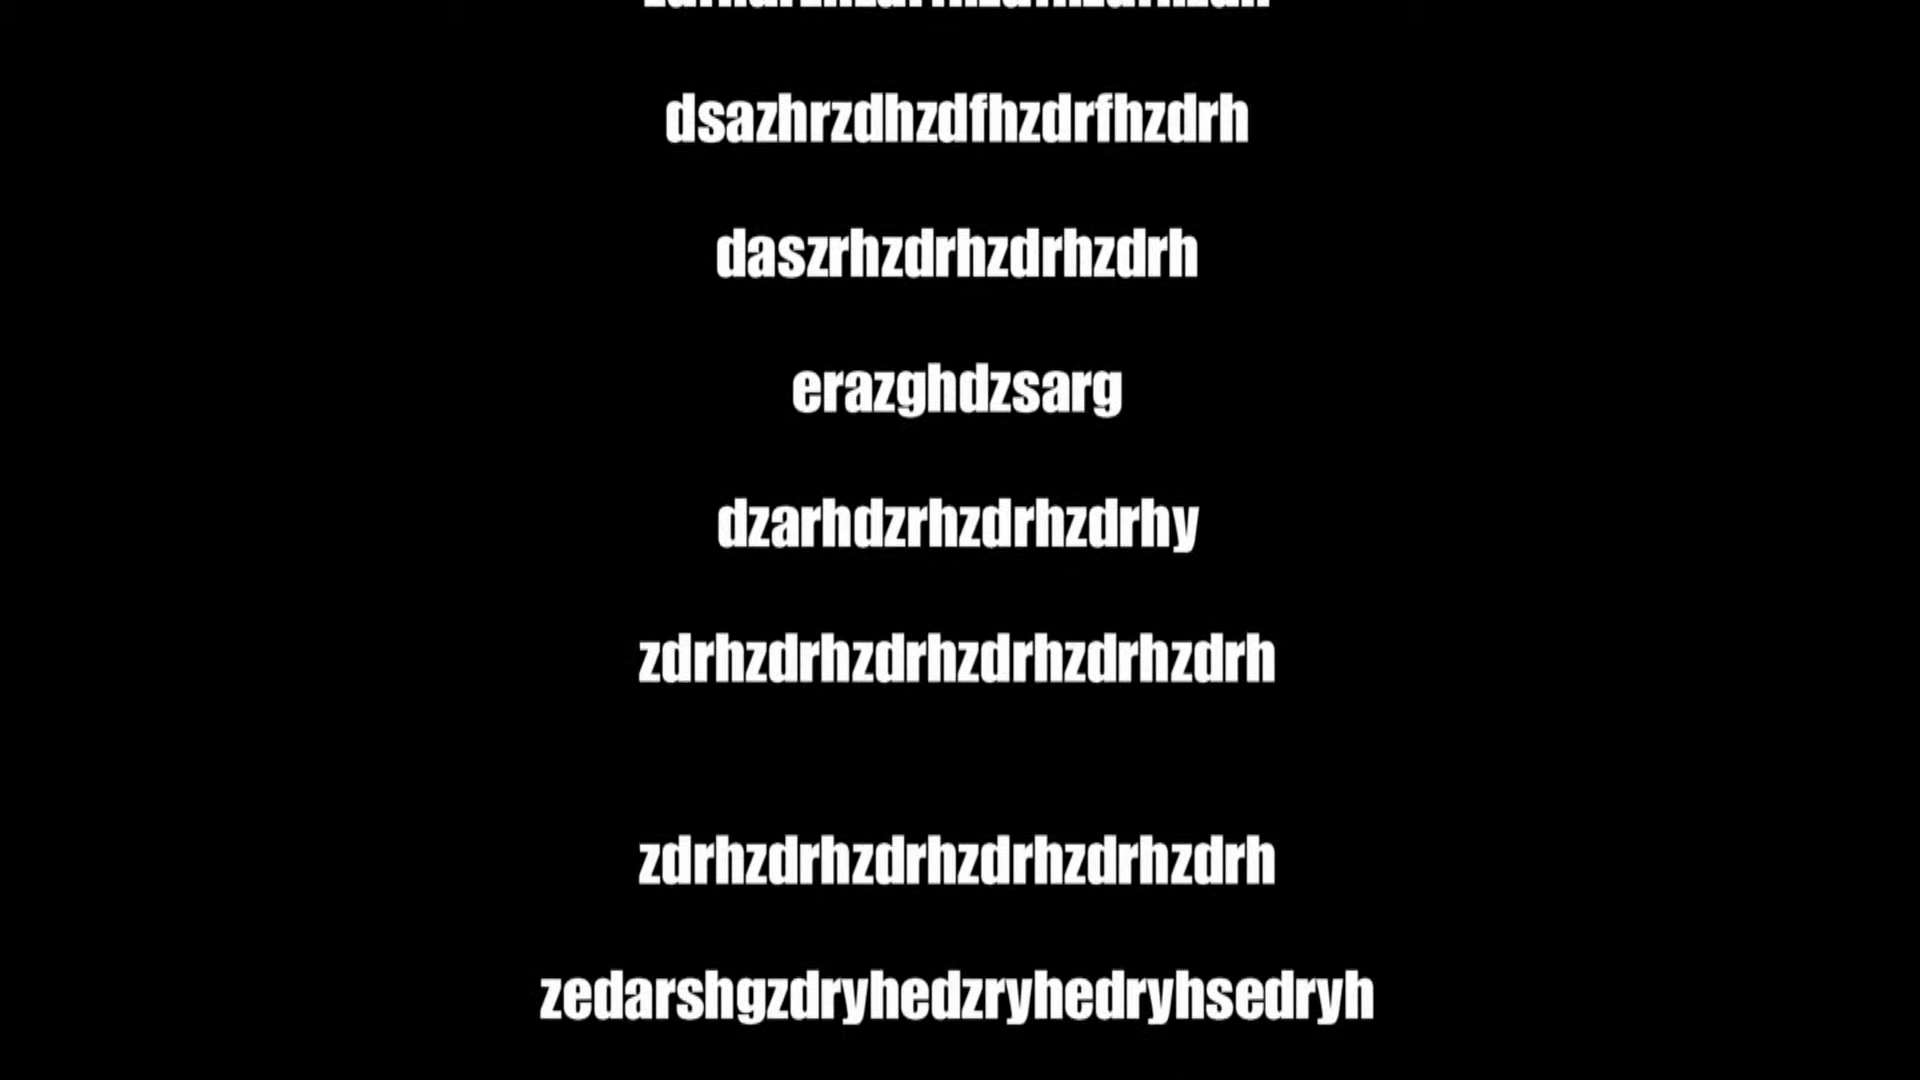 dsazhrzdhzdfhzdrfhzdrh
daszrhzdrhzdrhzdrh
erazghdzsarg
dzarhdzrhzdrhzdrhy
zdrhzdrhzdrhzdrhzdrhzdrh
zdrhzdrhzdrhzdrhzdrhzdrh
zedarshgzdryhedzryhedryhsedryh